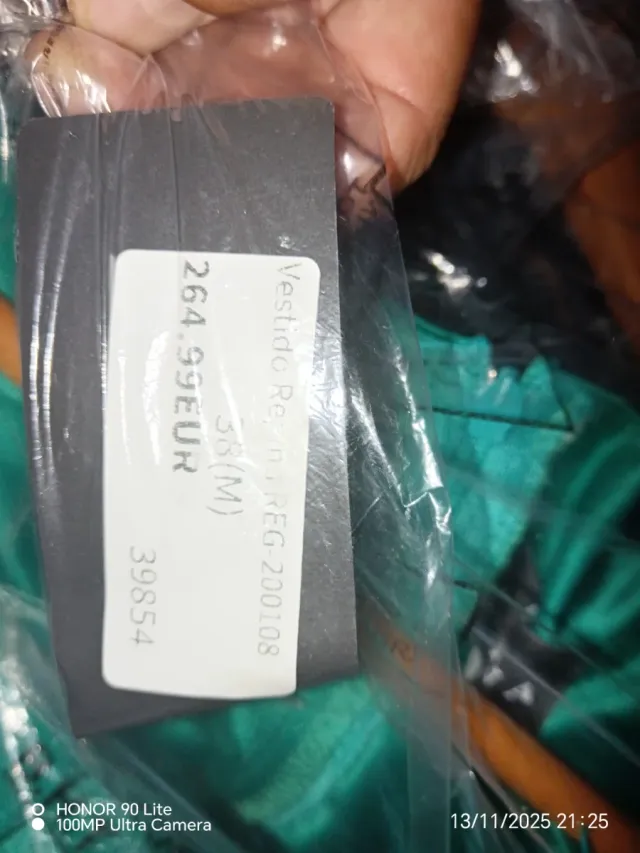 Vestido REG-200108
38(M)
264.99EUR
39854
HONOR 90 Lite
100MP Ultra Camera
13/11/2025 21:25